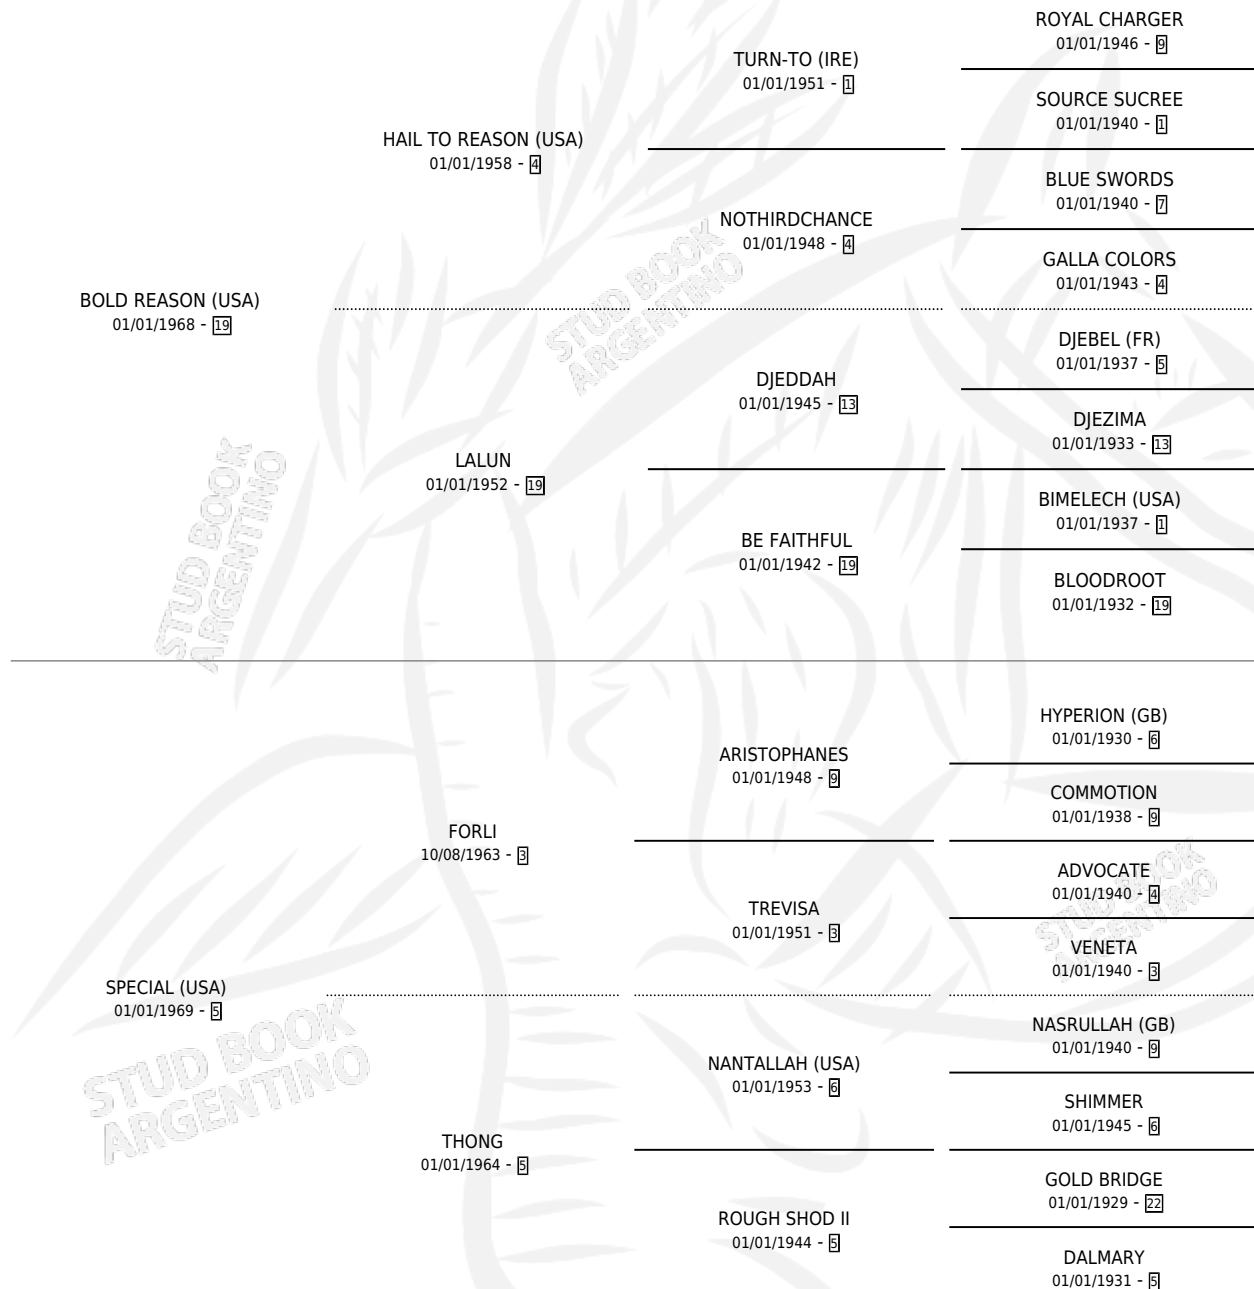 ROYAL CHARGER
01/01/1946 - 9
TURN-TO (IRE)
01/01/1951 - 1
SOURCE SUCREE
01/01/1940 - 1
HAIL TO REASON (USA)
01/01/1958 - 4
BLUE SWORDS
01/01/1940 - 7
NOTHIRDCHANCE
01/01/1948 - 4
GALLA COLORS
01/01/1943 - 4
BOLD REASON (USA)
01/01/1968 - 19
DJEBEL (FR)
01/01/1937 - 5
DJEDDAH
01/01/1945 - 13
DJEZIMA
01/01/1933 - 13
LALUN
01/01/1952 - 19
BIMELECH (USA)
01/01/1937 - 1
BE FAITHFUL
01/01/1942 - 19
BLOODROOT
01/01/1932 - 19
HYPERION (GB)
01/01/1930 - 6
ARISTOPHANES
01/01/1948 - 9
COMMOTION
01/01/1938 - 9
FORLI
10/08/1963 - 3
ADVOCATE
01/01/1940 - 4
TREVISA
01/01/1951 - 3
VENETA
01/01/1940 - 3
SPECIAL (USA)
01/01/1969 - 5
NASRULLAH (GB)
01/01/1940 - 9
NANTALLAH (USA)
01/01/1953 - 6
SHIMMER
01/01/1945 - 6
THONG
01/01/1964 - 5
GOLD BRIDGE
01/01/1929 - 22
ROUGH SHOD II
01/01/1944 - 5
DALMARY
01/01/1931 - 5
STUD BOOK
ARGENTINO
STUD BOOK
ARGENTINO
STUD BOOK
ARGENTINO
STUD BOOK
ARGENTINO